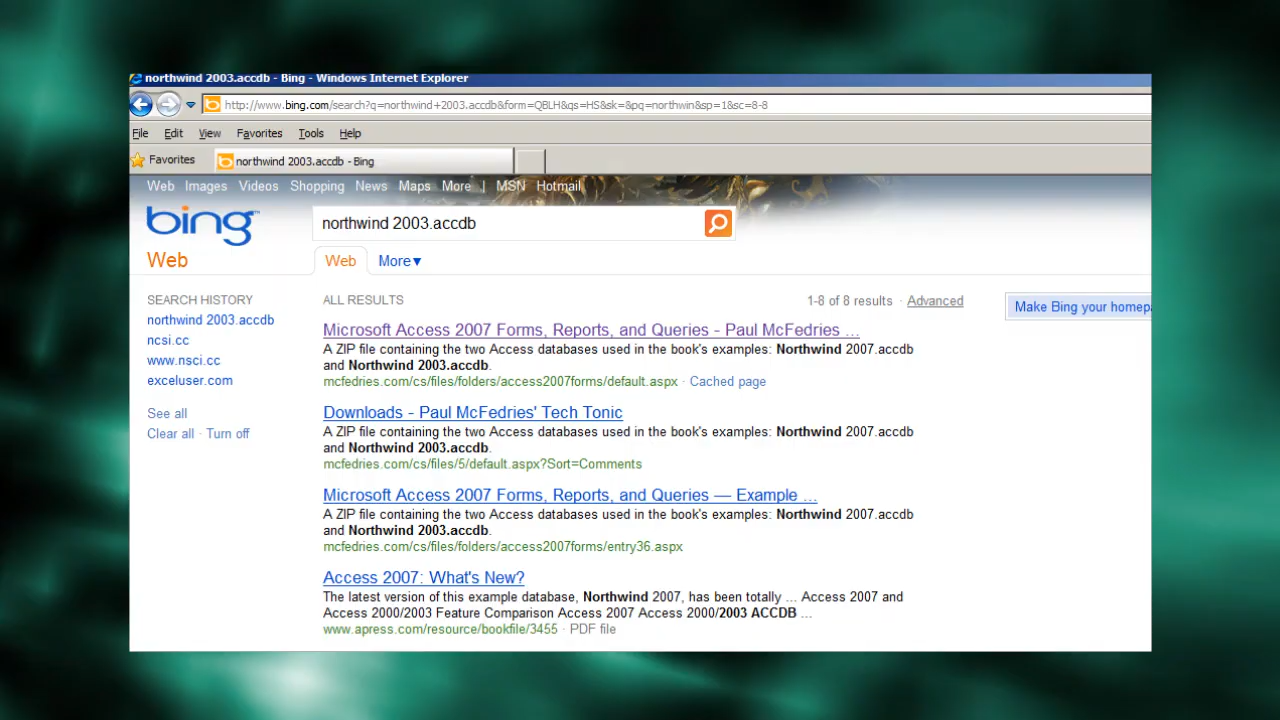 northwind 2003.accdb - Bing - Windows Internet Explorer
http://www.bing.com/search?q=northwind+2003.accdb&form=QBLH&qs=HS&sk=&pq=northwin&sp=1&sc=8-8
File Edit View Favorites Tools Help
Favorites northwind 2003.accdb - Bing
Web Images Videos Shopping News Maps More | MSN Hotmail
bing™ northwind 2003.accdb
Web Web More▾
SEARCH HISTORY
northwind 2003.accdb
ncsi.cc
www.nsci.cc
exceluser.com
See all
Clear all · Turn off
ALL RESULTS 1-8 of 8 results · Advanced
Make Bing your homepa
Microsoft Access 2007 Forms, Reports, and Queries - Paul McFedries ...
A ZIP file containing the two Access databases used in the book's examples: Northwind 2007.accdb
and Northwind 2003.accdb.
mcfedries.com/cs/files/folders/access2007forms/default.aspx · Cached page
Downloads - Paul McFedries' Tech Tonic
A ZIP file containing the two Access databases used in the book's examples: Northwind 2007.accdb
and Northwind 2003.accdb.
mcfedries.com/cs/files/5/default.aspx?Sort=Comments
Microsoft Access 2007 Forms, Reports, and Queries — Example ...
A ZIP file containing the two Access databases used in the book's examples: Northwind 2007.accdb
and Northwind 2003.accdb.
mcfedries.com/cs/files/folders/access2007forms/entry36.aspx
Access 2007: What's New?
The latest version of this example database, Northwind 2007, has been totally ... Access 2007 and
Access 2000/2003 Feature Comparison Access 2007 Access 2000/2003 ACCDB ...
www.apress.com/resource/bookfile/3455 · PDF file